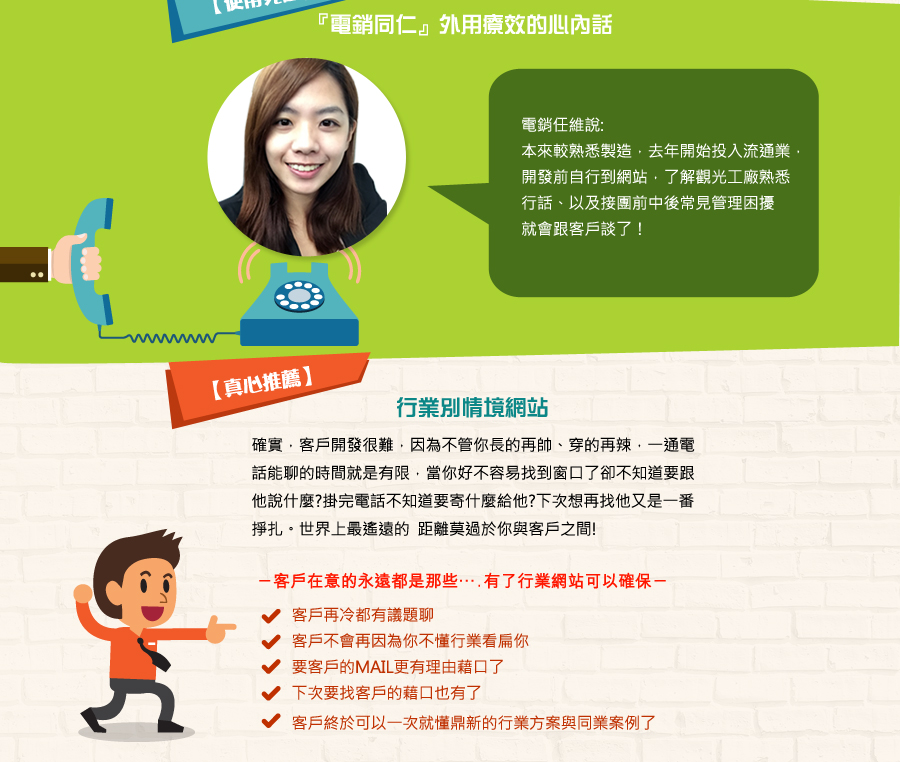 【使用
『電銷同仁』外用療效的心內話
電銷任維說:
本來較熟悉製造，去年開始投入流通業，
開發前自行到網站，了解觀光工廠熟悉
行話、以及接團前中後常見管理困擾
就會跟客戶談了！
【真心推薦】
行業別情境網站
確實，客戶開發很難，因為不管你長的再帥、穿的再辣，一通電
話能聊的時間就是有限，當你好不容易找到窗口了卻不知道要跟
他說什麼?掛完電話不知道要寄什麼給他?下次想再找他又是一番
掙扎。世界上最遙遠的 距離莫過於你與客戶之間!
－客戶在意的永遠都是那些….有了行業網站可以確保－
客戶再冷都有議題聊
客戶不會再因為你不懂行業看扁你
要客戶的MAIL更有理由藉口了
下次要找客戶的藉口也有了
客戶終於可以一次就懂鼎新的行業方案與同業案例了